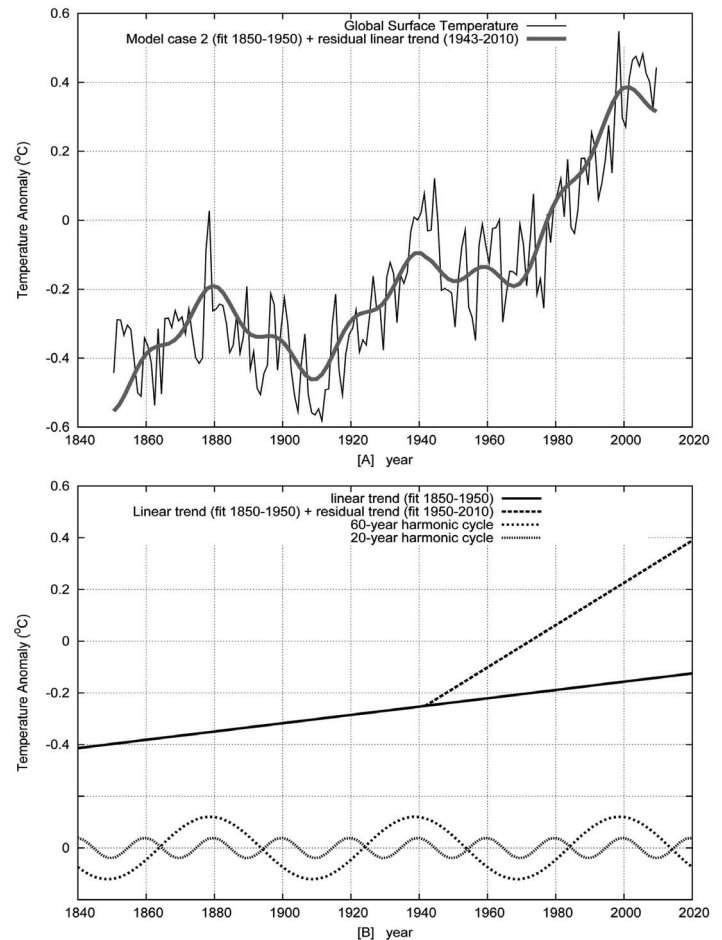 Global Surface Temperature
Model case 2 (fit 1850-1950) + residual linear trend (1943-2010)
0.6
0.4
0.2
0
-0.2
-0.4
-0.6
Temperature Anomaly (°C)
1840 1860 1880 1900 1920 1940 1960 1980 2000 2020
[A] year
linear trend (fit 1850-1950)
Linear trend (fit 1850-1950) + residual trend (fit 1950-2010)
60-year harmonic cycle
20-year harmonic cycle
0.6
0.4
0.2
0
-0.2
-0.4
0
Temperature Anomaly (°C)
1840 1860 1880 1900 1920 1940 1960 1980 2000 2020
[B] year